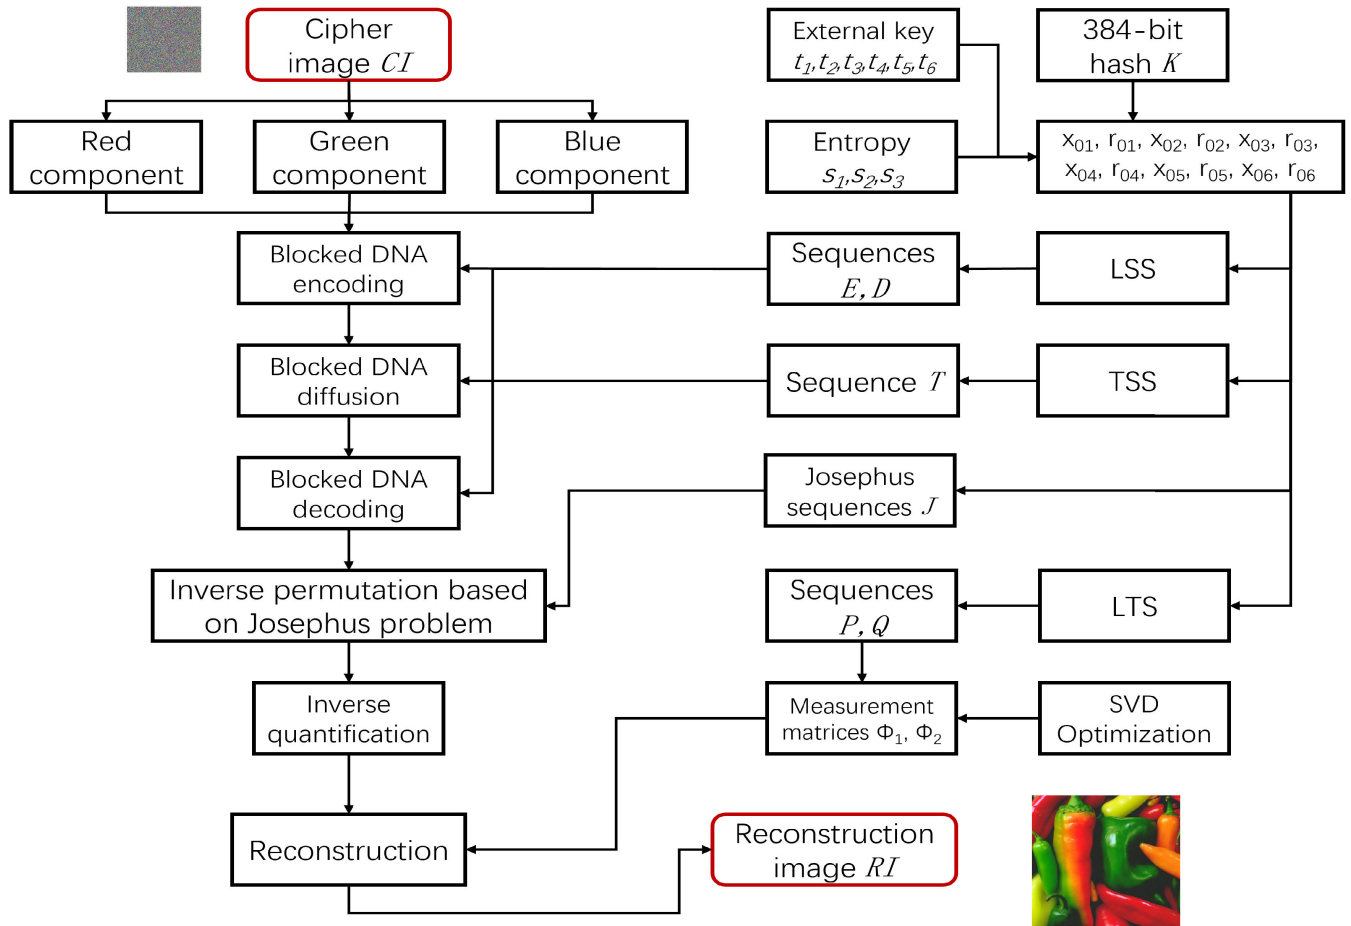 Cipher
image CI
External key
t₁,t₂,t₃,t₄,t₅,t₆
384-bit
hash K
Red
component
Green
component
Blue
component
Entropy
s₁,s₂,s₃
x₀₁, r₀₁, x₀₂, r₀₂, x₀₃, r₀₃,
x₀₄, r₀₄, x₀₅, r₀₅, x₀₆, r₀₆
Blocked DNA
encoding
Sequences
E, D
LSS
Blocked DNA
diffusion
Sequence T
TSS
Blocked DNA
decoding
Josephus
sequences J
Inverse permutation based
on Josephus problem
Sequences
P, Q
LTS
Inverse
quantification
Measurement
matrices Φ₁, Φ₂
SVD
Optimization
Reconstruction
Reconstruction
image RI